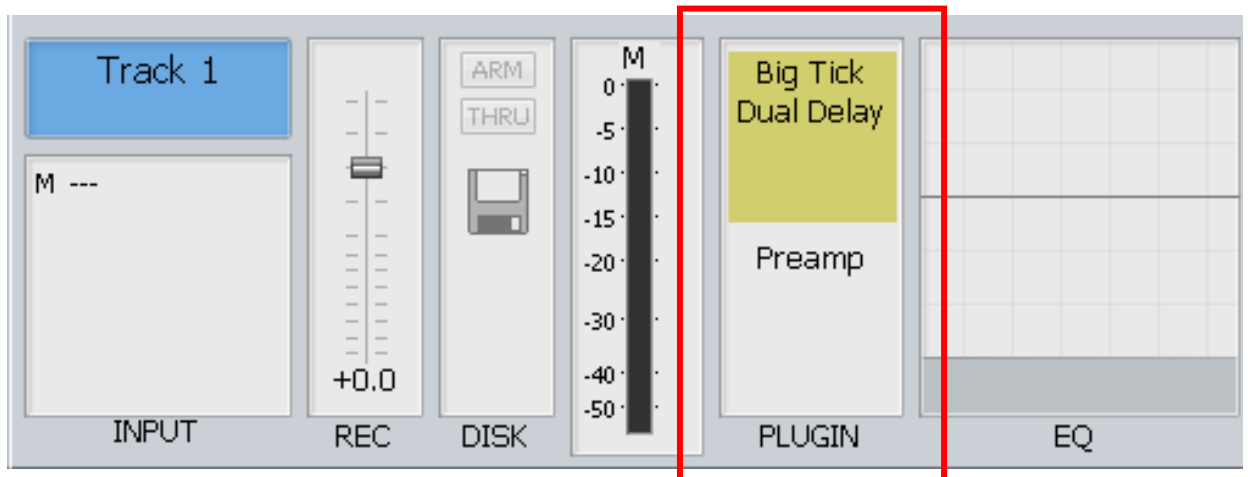 Track 1
M ---
INPUT
+0.0
REC
ARM
THRU
DISK
M
0
-5
-10
-15
-20
-30
-40
-50
Big Tick
Dual Delay
Preamp
PLUGIN
EQ